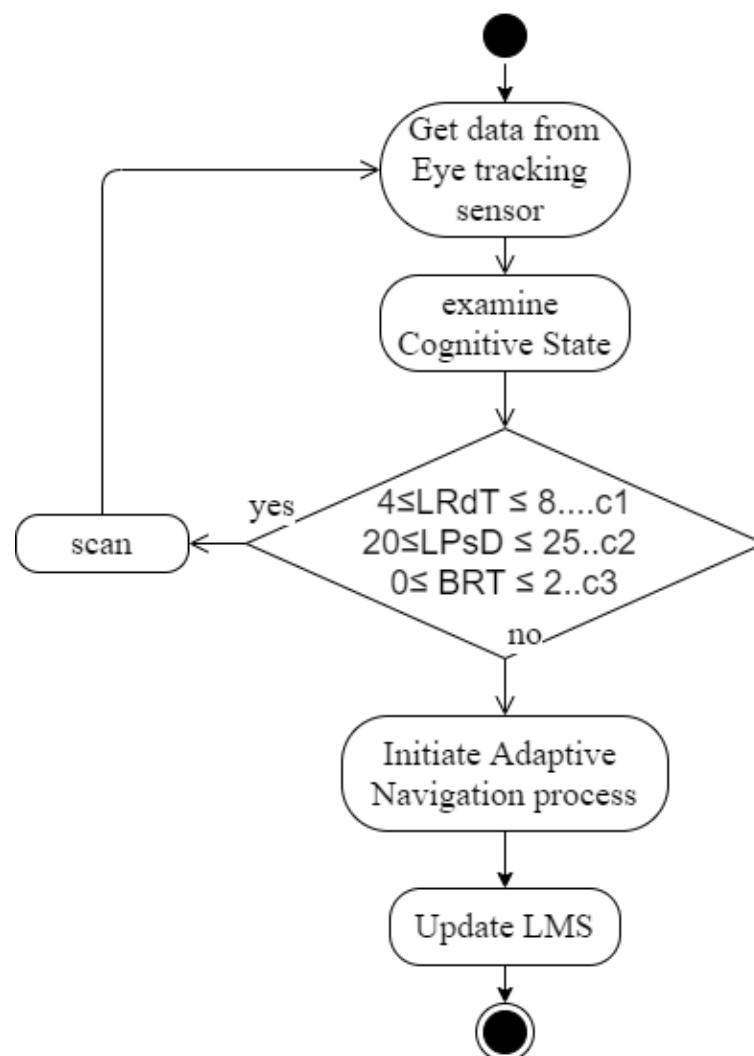 Get data from
Eye tracking
sensor
examine
Cognitive State
yes
4≤LRdT ≤ 8....c1
20≤LPsD ≤ 25..c2
0≤ BRT ≤ 2..c3
scan
no
Initiate Adaptive
Navigation process
Update LMS